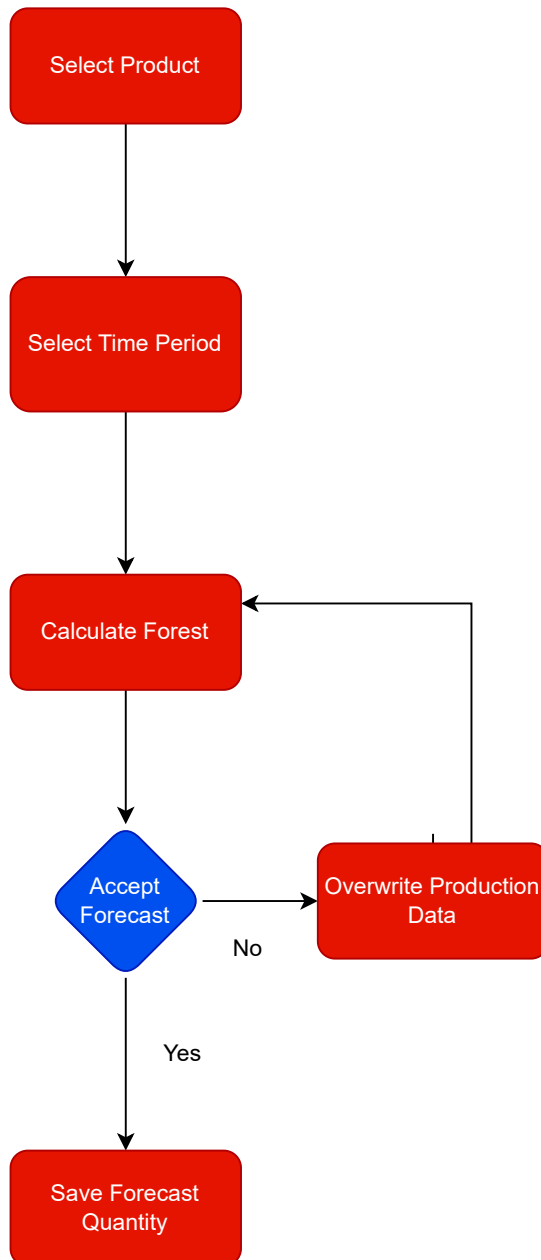 Select Product
Select Time Period
Calculate Forest
Accept
Forecast
Overwrite Production
Data
No
Yes
Save Forecast
Quantity